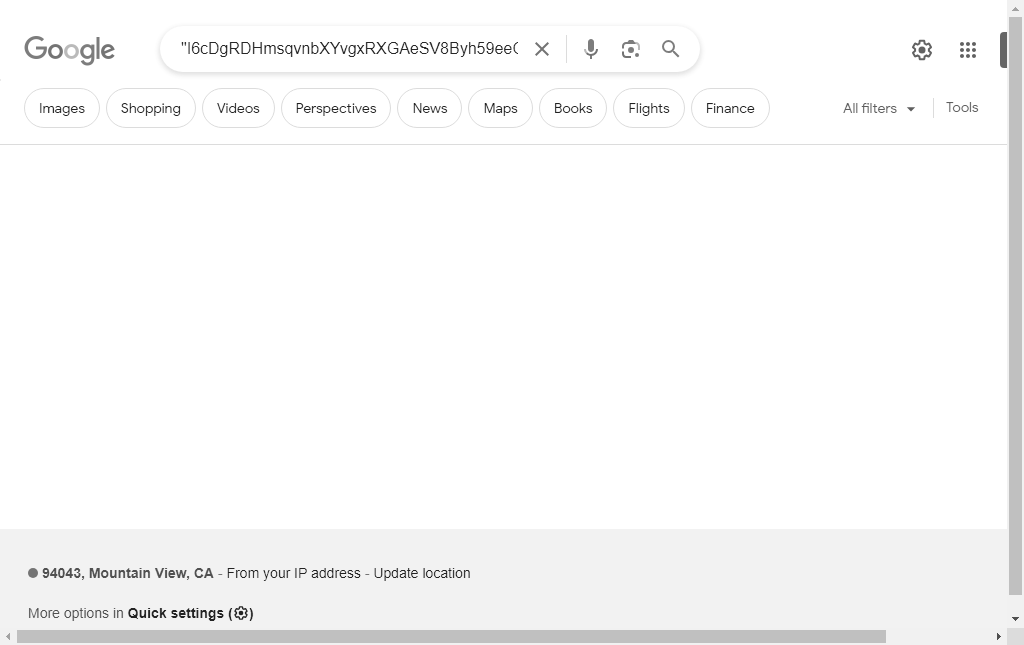 Google
"l6cDgRDHmsqvnbXYvgxRXGAeSV8Byh59ee
Images Shopping Videos Perspectives News Maps Books Flights Finance All filters Tools
94043, Mountain View, CA - From your IP address - Update location
More options in Quick settings ( )